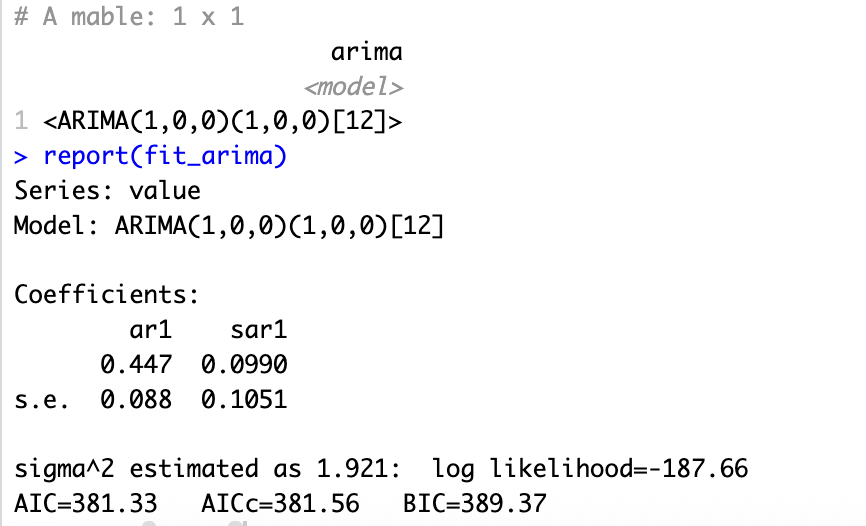 # A mable: 1 x 1
arima
<model>
1 <ARIMA(1,0,0)(1,0,0)[12]>
> report(fit_arima)
Series: value
Model: ARIMA(1,0,0)(1,0,0)[12]
Coefficients:
ar1 sar1
0.447 0.0990
s.e. 0.088 0.1051
sigma^2 estimated as 1.921: log likelihood=-187.66
AIC=381.33 AICc=381.56 BIC=389.37